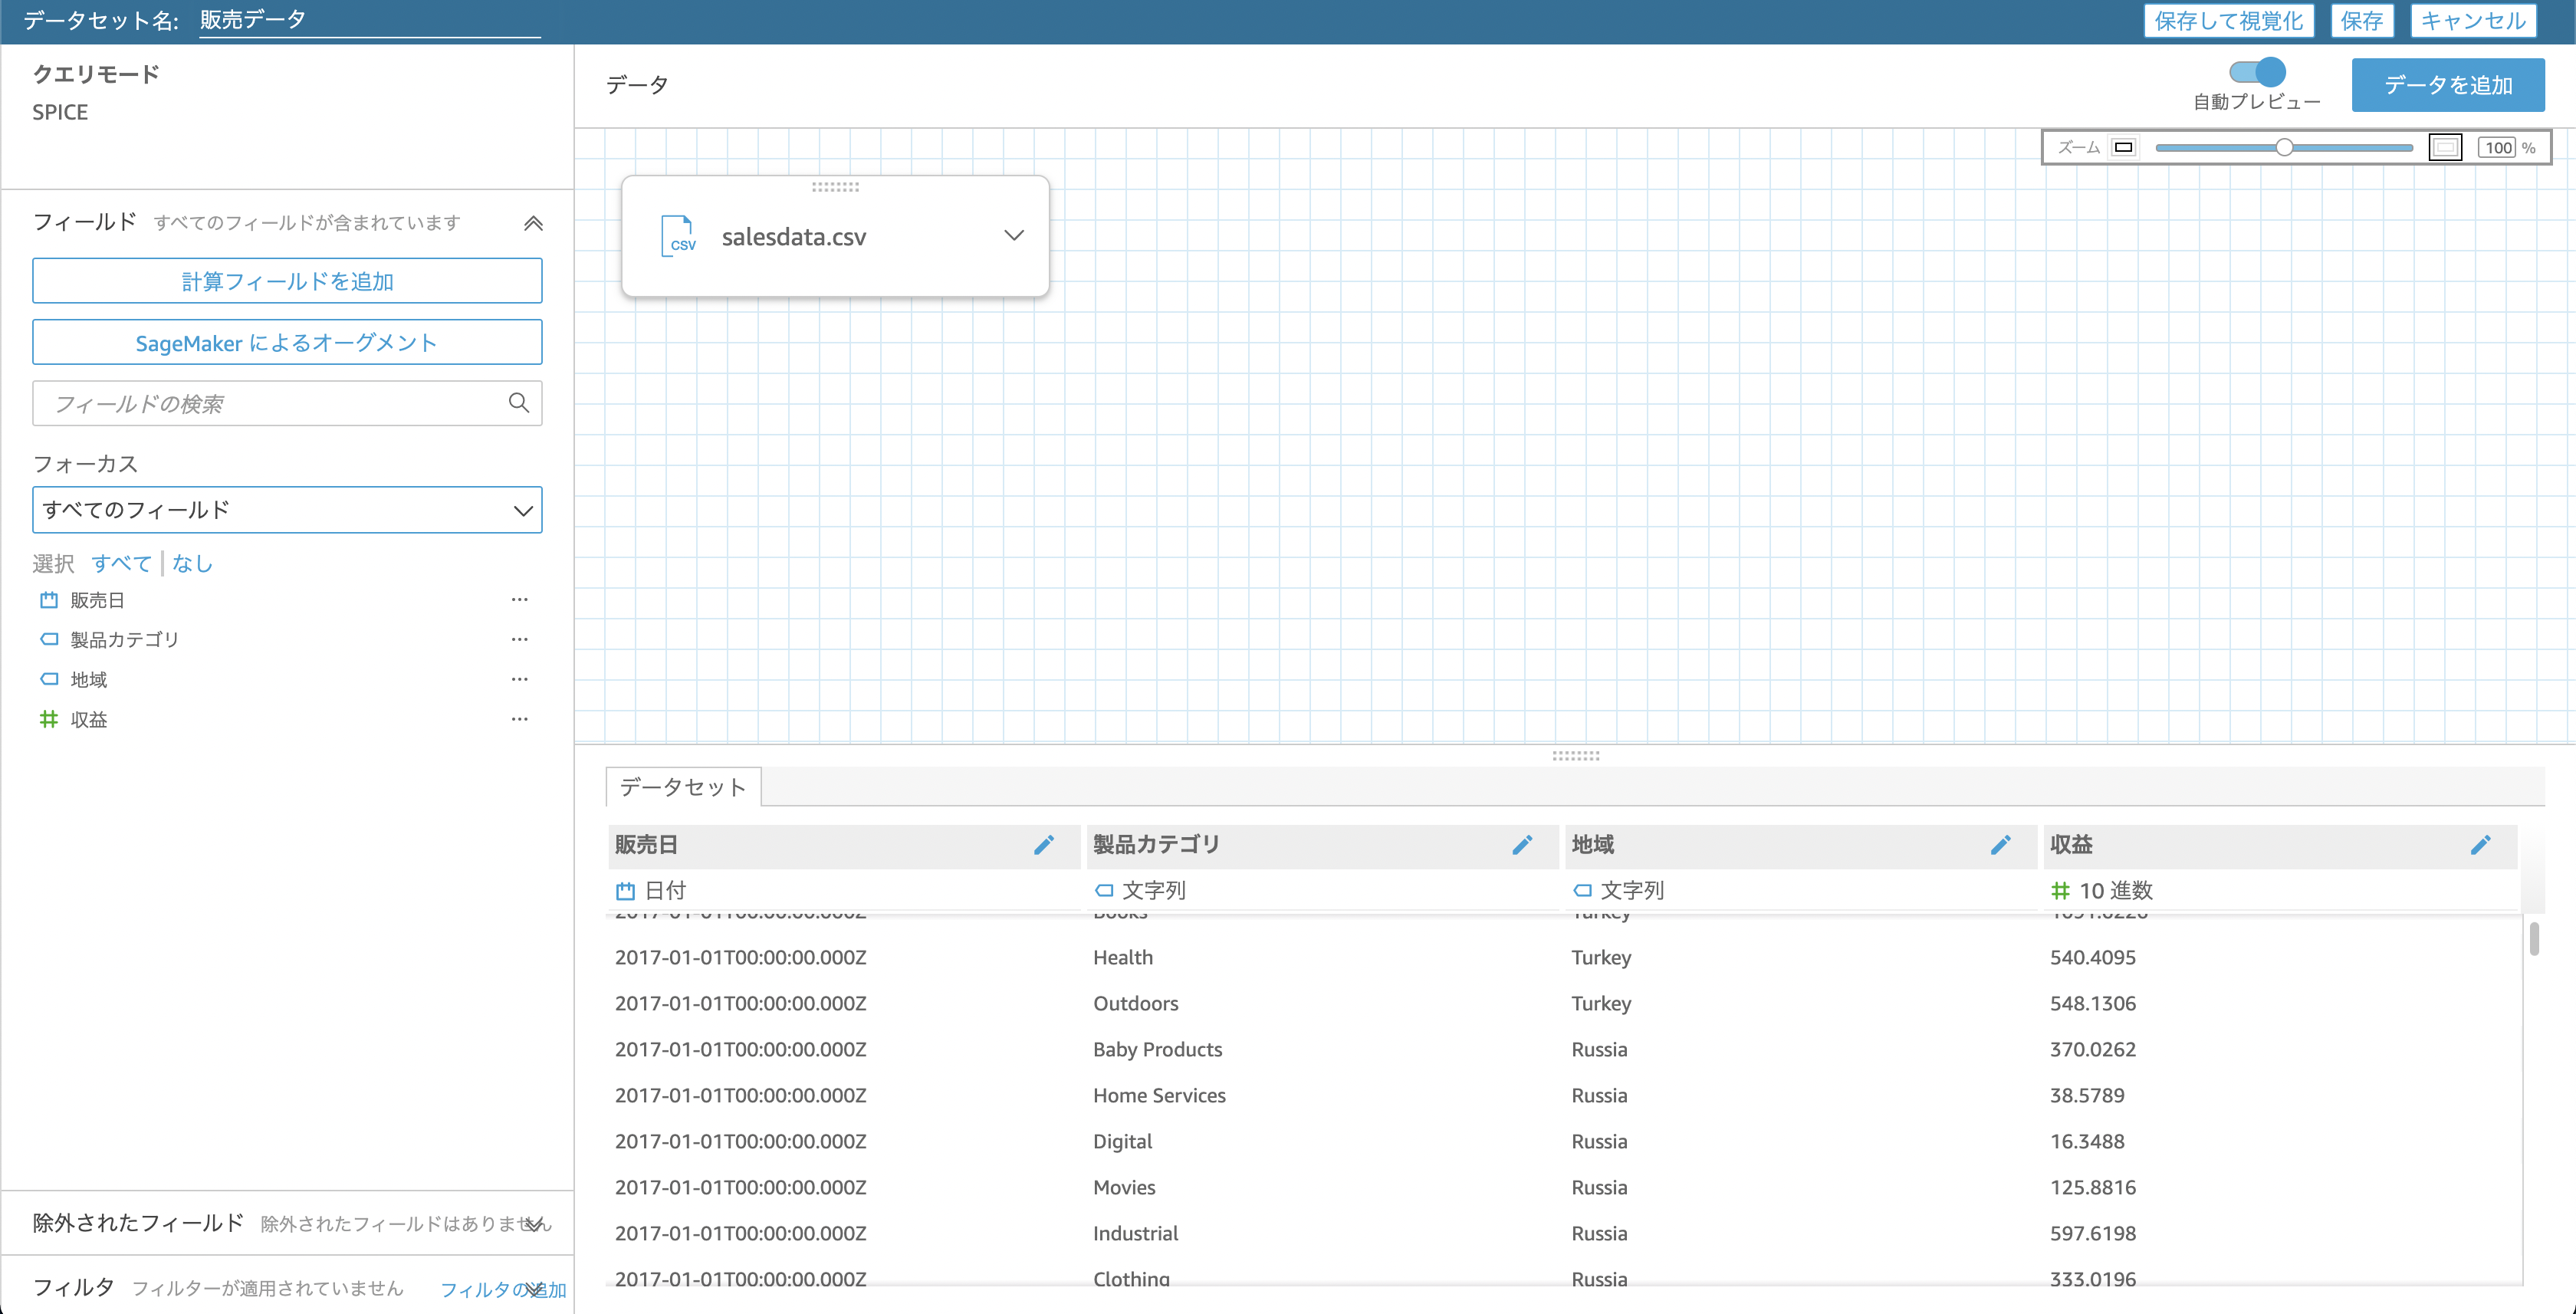 データセット名: 販売データ
保存して視覚化 保存 キャンセル
クエリモード
SPICE
データ
自動プレビュー
データを追加
ズーム 100 %
フィールド すべてのフィールドが含まれています
計算フィールドを追加
SageMaker によるオーグメント
フィールドの検索
フォーカス
すべてのフィールド
選択 すべて なし
販売日
製品カテゴリ
地域
収益
除外されたフィールド 除外されたフィールドはありません
フィルタ フィルターが適用されていません フィルタの追加
CSV salesdata.csv
データセット
販売日 製品カテゴリ 地域 収益
日付 文字列 文字列 10 進数
2017-01-01T00:00:00.000Z Books Turkey
2017-01-01T00:00:00.000Z Health Turkey 540.4095
2017-01-01T00:00:00.000Z Outdoors Turkey 548.1306
2017-01-01T00:00:00.000Z Baby Products Russia 370.0262
2017-01-01T00:00:00.000Z Home Services Russia 38.5789
2017-01-01T00:00:00.000Z Digital Russia 16.3488
2017-01-01T00:00:00.000Z Movies Russia 125.8816
2017-01-01T00:00:00.000Z Industrial Russia 597.6198
2017-01-01T00:00:00.000Z Clothing Russia 333.0196